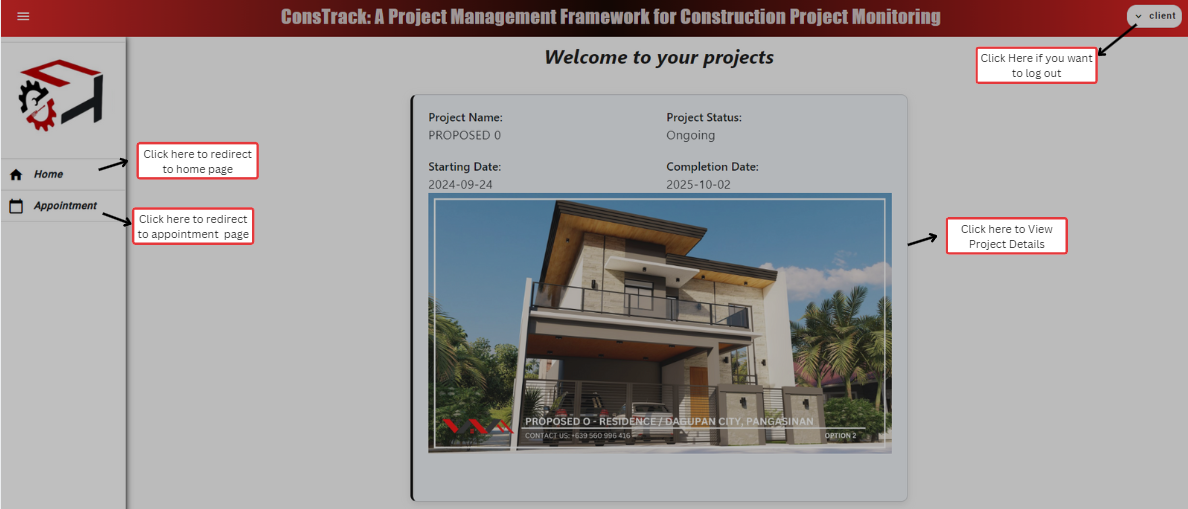 ConsTrack: A Project Management Framework for Construction Project Monitoring
client
Welcome to your projects
Click Here if you want
to log out
Project Name:
PROPOSED 0
Project Status:
Ongoing
Starting Date:
2024-09-24
Completion Date:
2025-10-02
Home
Click here to redirect
to home page
Appointment
Click here to redirect
to appointment page
Click here to View
Project Details
PROPOSED O - RESIDENCE / DAGUPAN CITY, PANGASINAN
CONTACT US: +639 560 996 416
OPTION 2